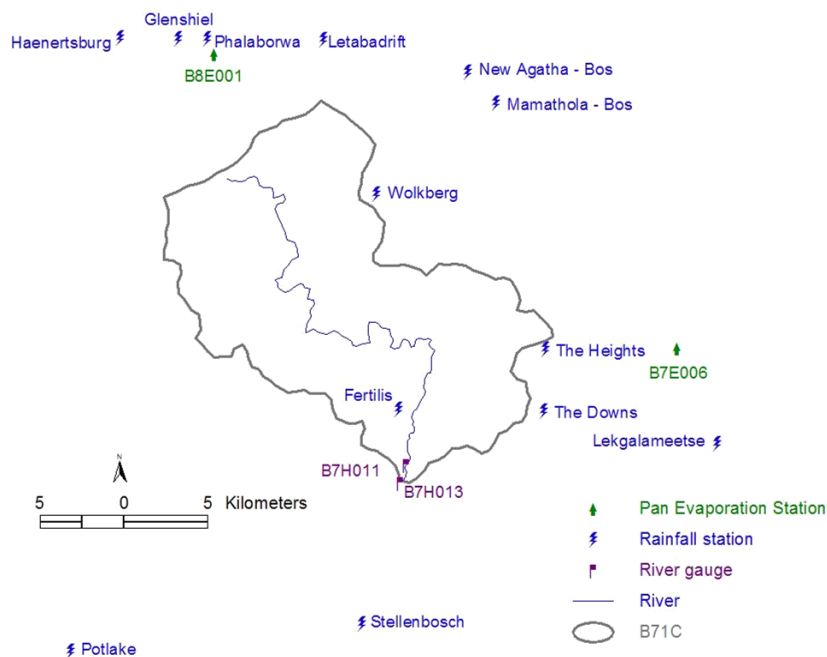 Glenshiel
Haenertsburg
Phalaborwa
Letabadrift
B8E001
New Agatha - Bos
Mamathola - Bos
Wolkberg
The Heights
B7E006
Fertilis
The Downs
Lekgalameetse
B7H011
B7H013
5 0 5 Kilometers
Pan Evaporation Station
Rainfall station
River gauge
River
B71C
Stellenbosch
Potlake